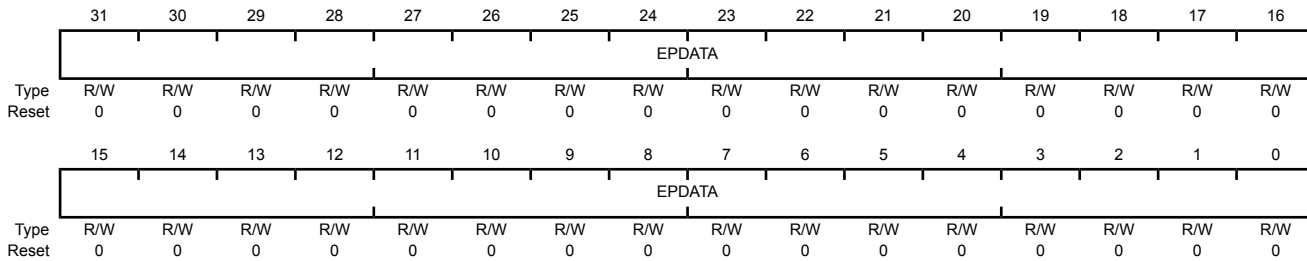 31 30 29 28 27 26 25 24 23 22 21 20 19 18 17 16
EPDATA
Type R/W R/W R/W R/W R/W R/W R/W R/W R/W R/W R/W R/W R/W R/W R/W R/W
Reset 0 0 0 0 0 0 0 0 0 0 0 0 0 0 0 0
15 14 13 12 11 10 9 8 7 6 5 4 3 2 1 0
EPDATA
Type R/W R/W R/W R/W R/W R/W R/W R/W R/W R/W R/W R/W R/W R/W R/W R/W
Reset 0 0 0 0 0 0 0 0 0 0 0 0 0 0 0 0